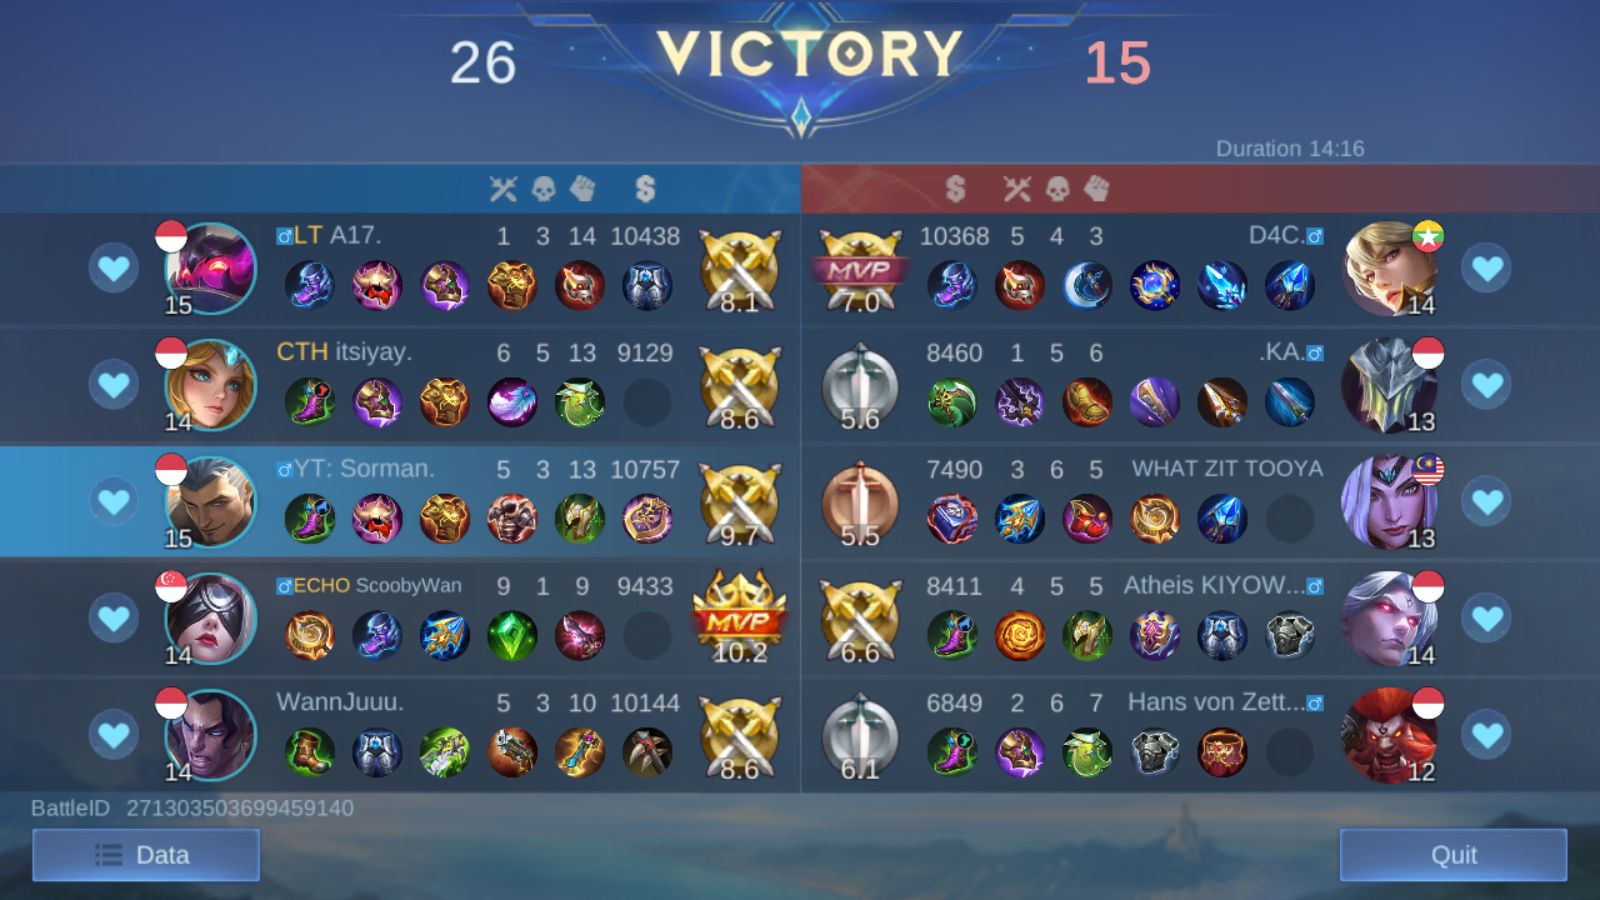 26 VICTORY 15
Duration 14:16
LT A17. 1 3 14 10438
15 8.1
10368 5 4 3 D4C.
MVP 7.0 14
CTH itsiyay. 6 5 13 9129
14 8.6
8460 1 5 6 .KA.
5.6 13
YT: Sorman. 5 3 13 10757
15 9.7
7490 3 6 5 WHAT ZIT TOOYA
5.5 13
ECHO ScoobyWan 9 1 9 9433
14 MVP 10.2
8411 4 5 5 Atheis KIYOW...
6.6 14
WannJuuu. 5 3 10 10144
14 8.6
6849 2 6 7 Hans von Zett...
6.1 12
BattleID 271303503699459140
Data Quit